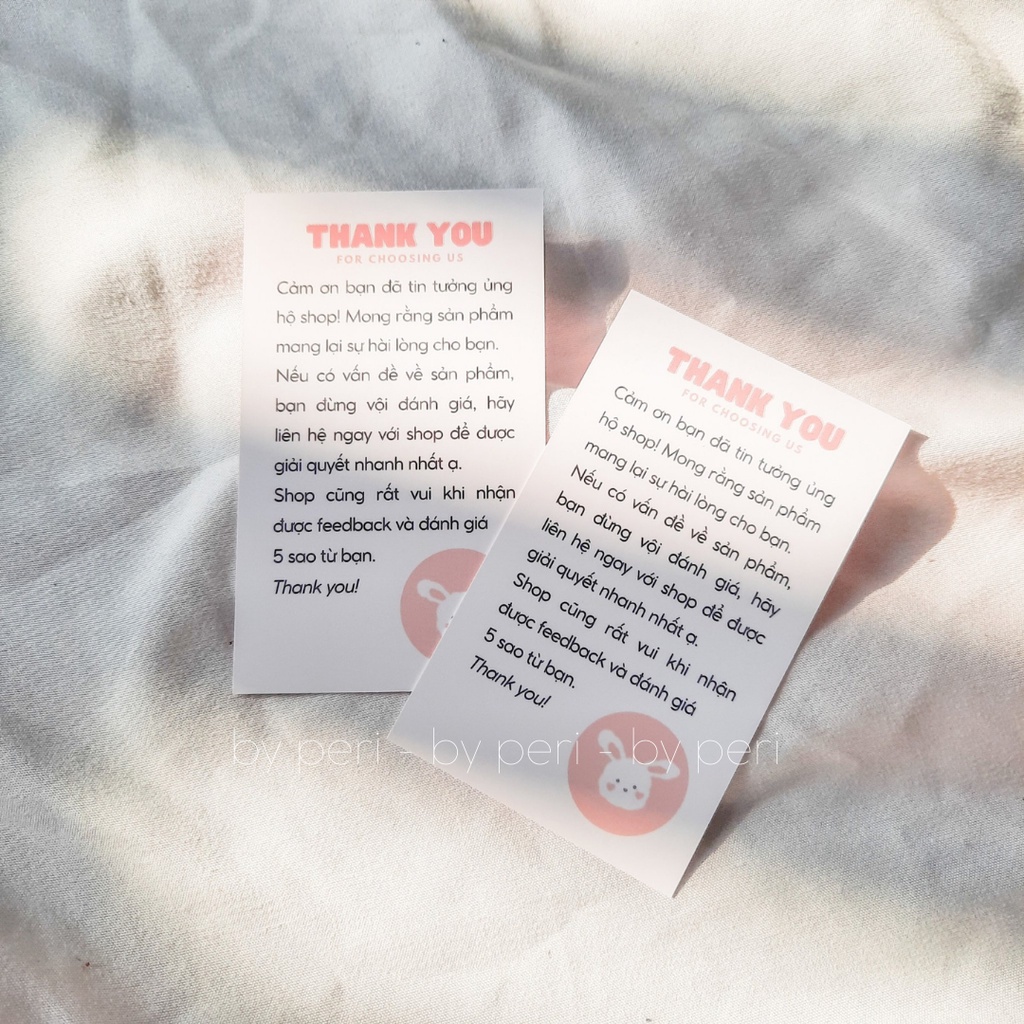 THANK YOU
FOR CHOOSING US
Cảm ơn bạn đã tin tưởng ủng
hộ shop! Mong rằng sản phẩm
mang lại sự hài lòng cho bạn.
Nếu có vấn đề về sản phẩm,
bạn đừng vội đánh giá, hãy
liên hệ ngay với shop để được
giải quyết nhanh nhất ạ.
Shop cũng rất vui khi nhận
được feedback và đánh giá
5 sao từ bạn.
Thank you!
THANK YOU
FOR CHOOSING US
Cảm ơn bạn đã tin tưởng ủng
hộ shop! Mong rằng sản phẩm
mang lại sự hài lòng cho bạn.
Nếu có vấn đề về sản phẩm,
bạn đừng vội đánh giá, hãy
liên hệ ngay với shop để được
giải quyết nhanh nhất ạ.
Shop cũng rất vui khi nhận
được feedback và đánh giá
5 sao từ bạn.
Thank you!
by peri - by peri - by peri